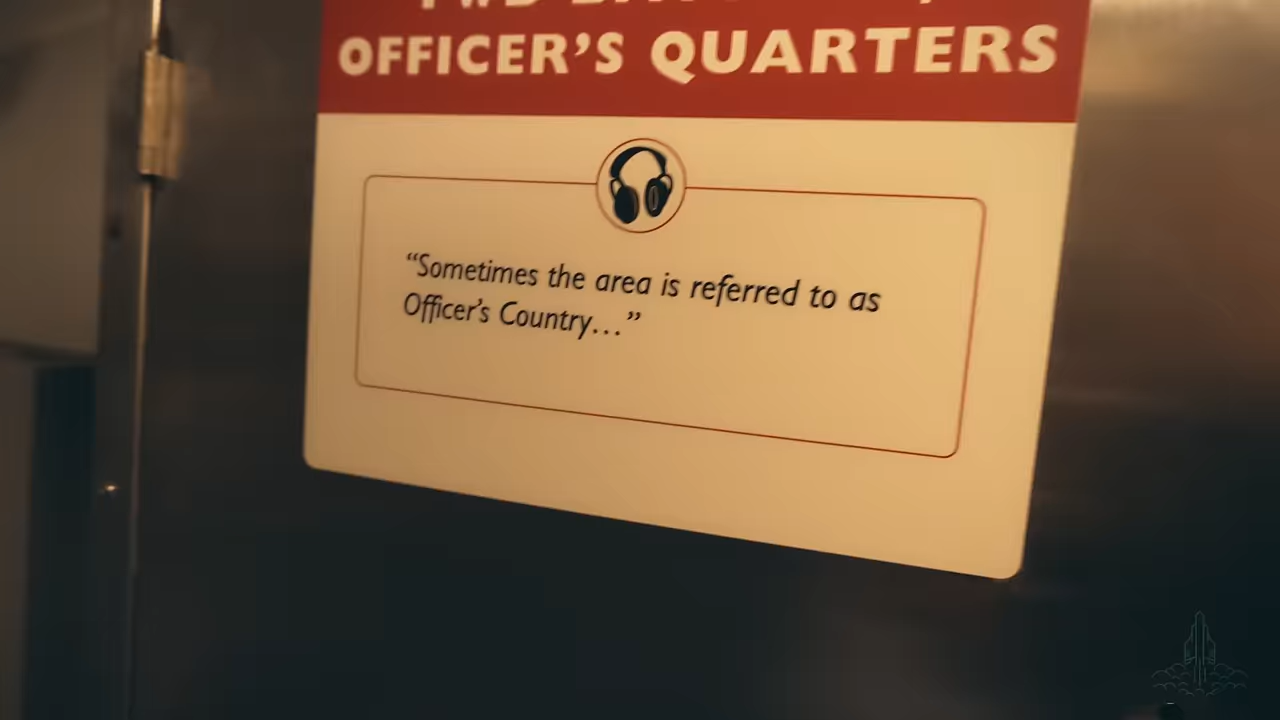 OFFICER’S QUARTERS
“Sometimes the area is referred to as
Officer’s Country...”